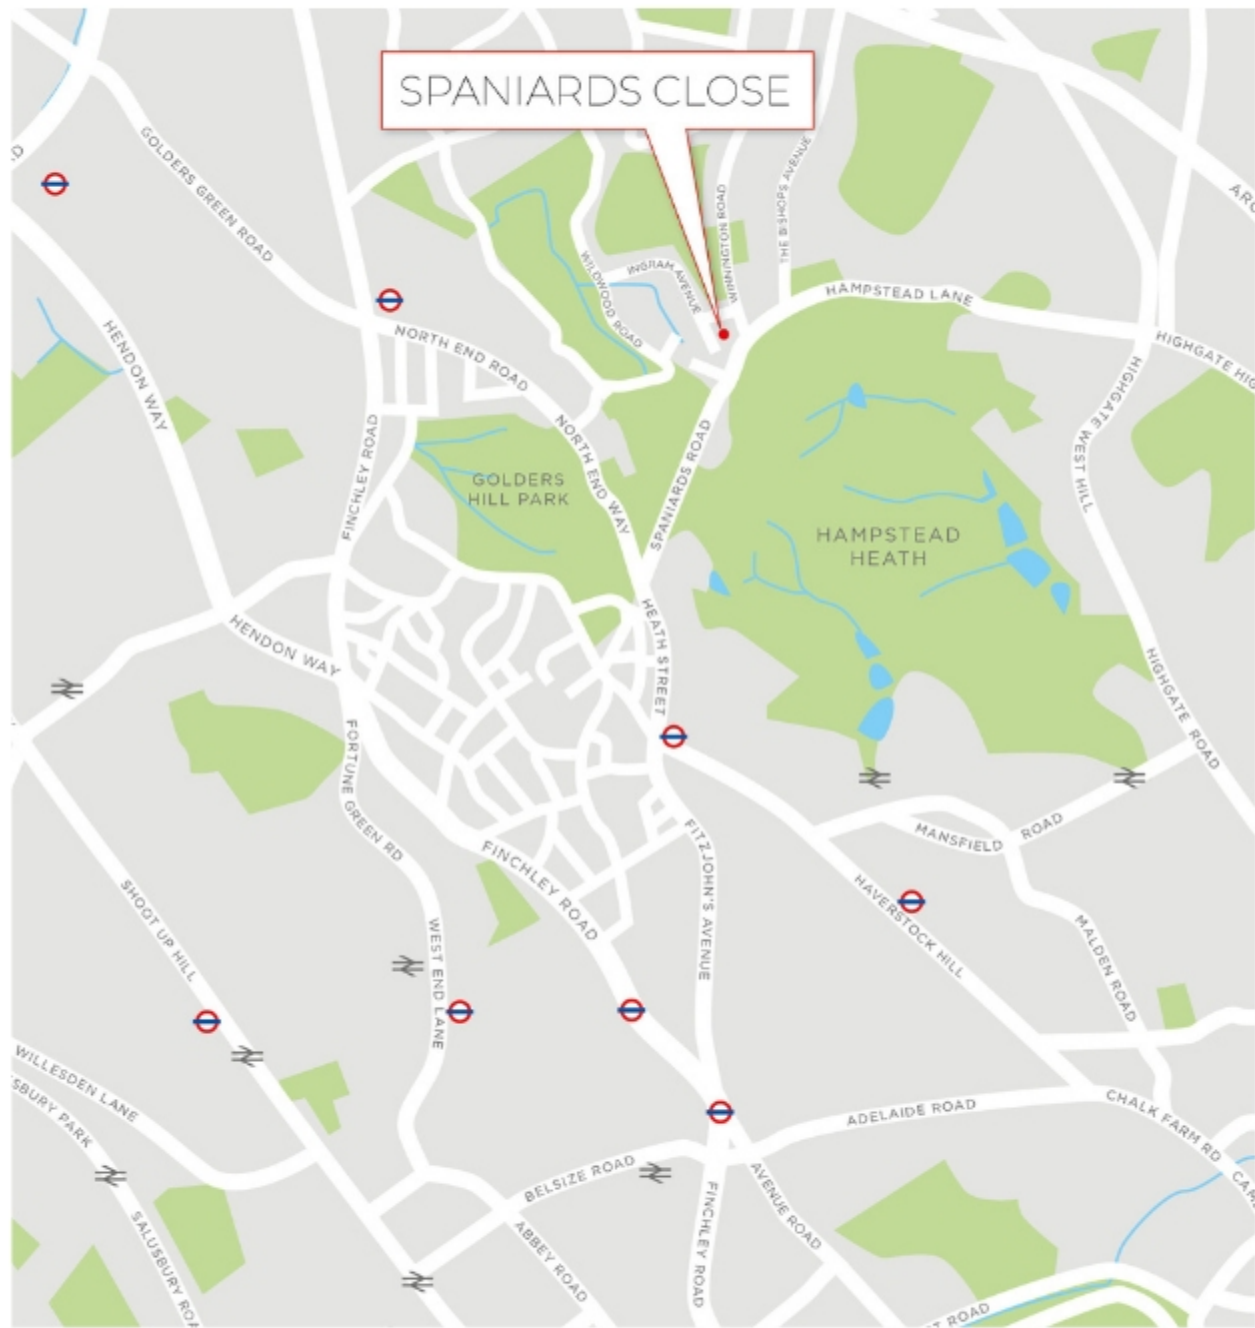 SPANIARDS CLOSE
GOLDERS GREEN ROAD
WINNINGTON ROAD
THE BISHOPS AVENUE
INGRAM AVENUE
WILDWOOD ROAD
HAMPSTEAD LANE
HENDON WAY
NORTH END ROAD
HIGHGATE WEST HILL
FINCHLEY ROAD
NORTH END WAY
SPANIARDS ROAD
GOLDERS
HILL PARK
HAMPSTEAD
HEATH
HENDON WAY
HEATH STREET
HIGHGATE ROAD
FORTUNE GREEN RD
FINCHLEY ROAD
FITZJOHN'S AVENUE
MANSFIELD ROAD
SHOOT UP HILL
HAVERSTOCK HILL
WEST END LANE
MALDEN ROAD
WILLESDEN LANE
SBURY PARK
ADELAIDE ROAD
CHALK FARM RD
BELSIZE ROAD
AVENUE ROAD
SALUSBURY ROA
ABBEY ROAD
FINCHLEY ROAD
ROAD